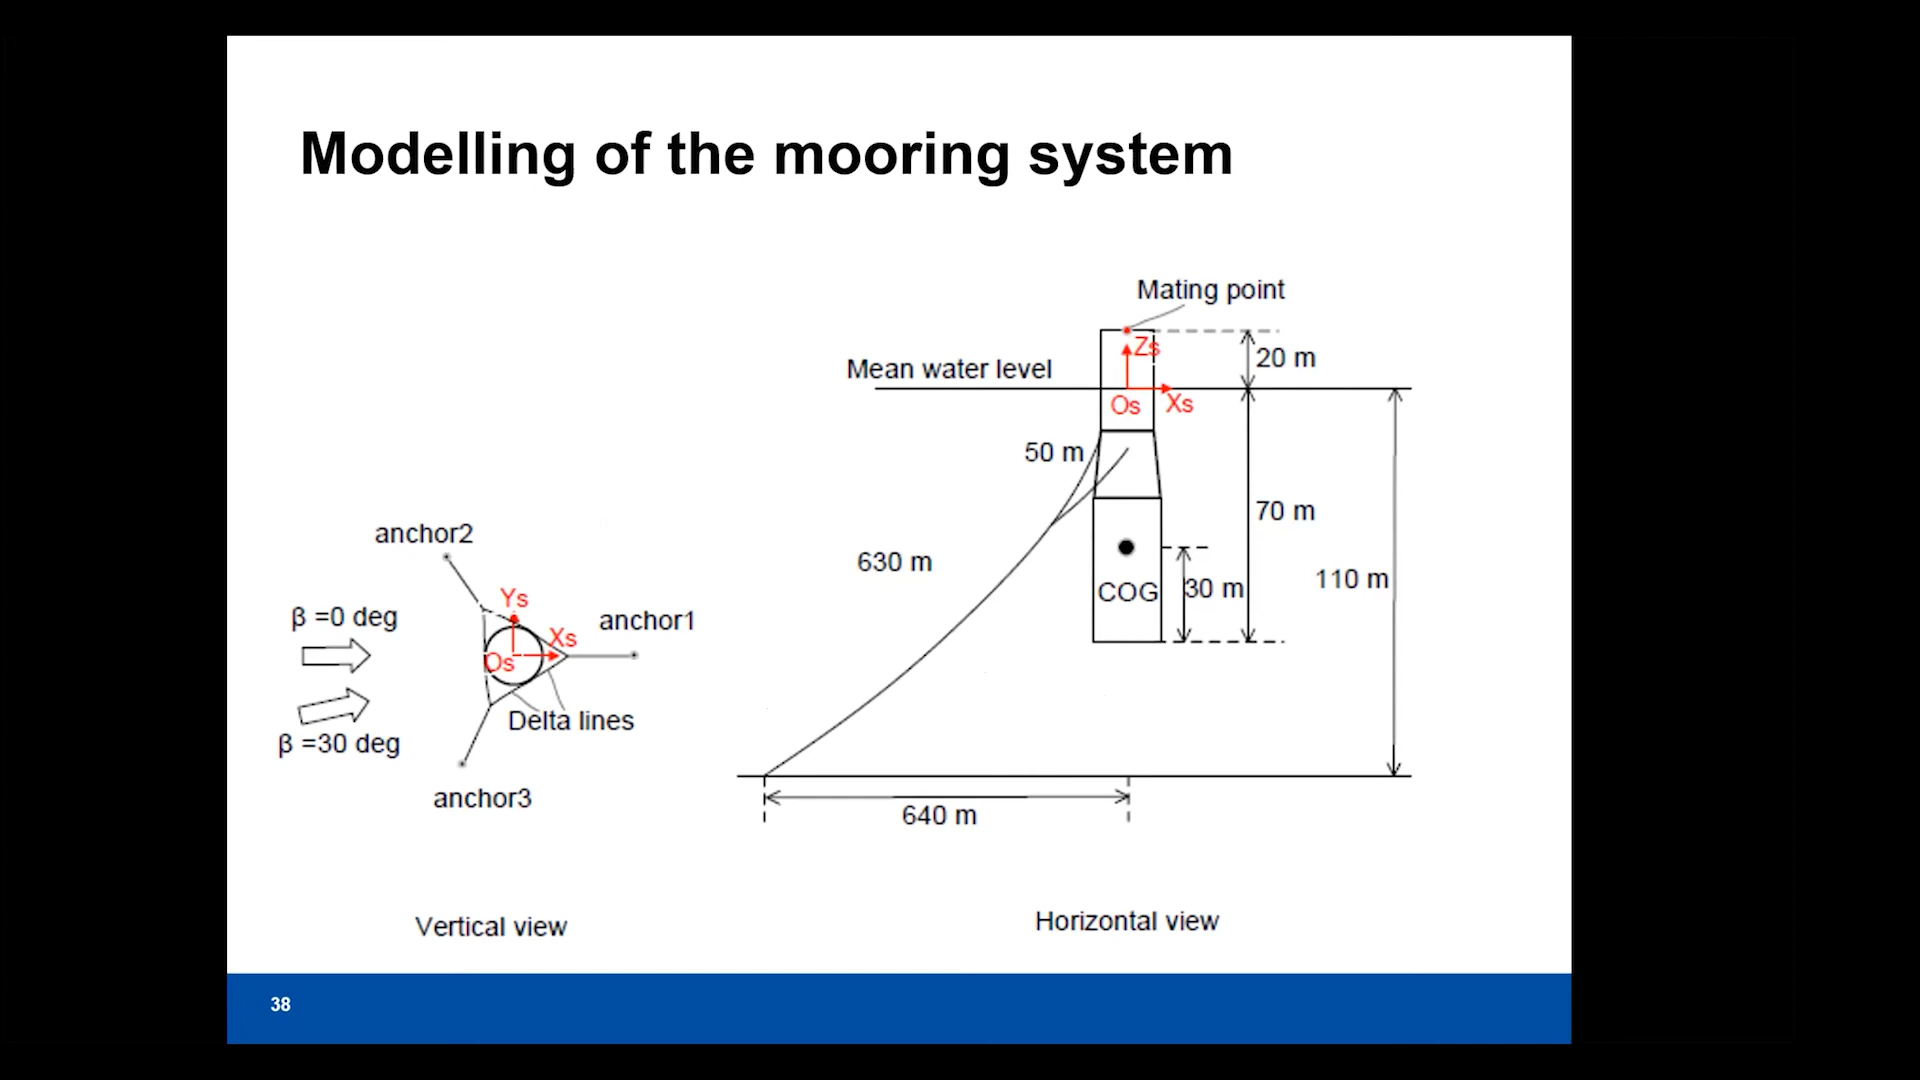 Modelling of the mooring system
Mating point
Zs
20 m
Mean water level
Os
Xs
50 m
70 m
630 m
110 m
COG
30 m
640 m
Horizontal view
anchor2
β =0 deg
Ys
Xs
anchor1
Os
Delta lines
β =30 deg
anchor3
Vertical view
38